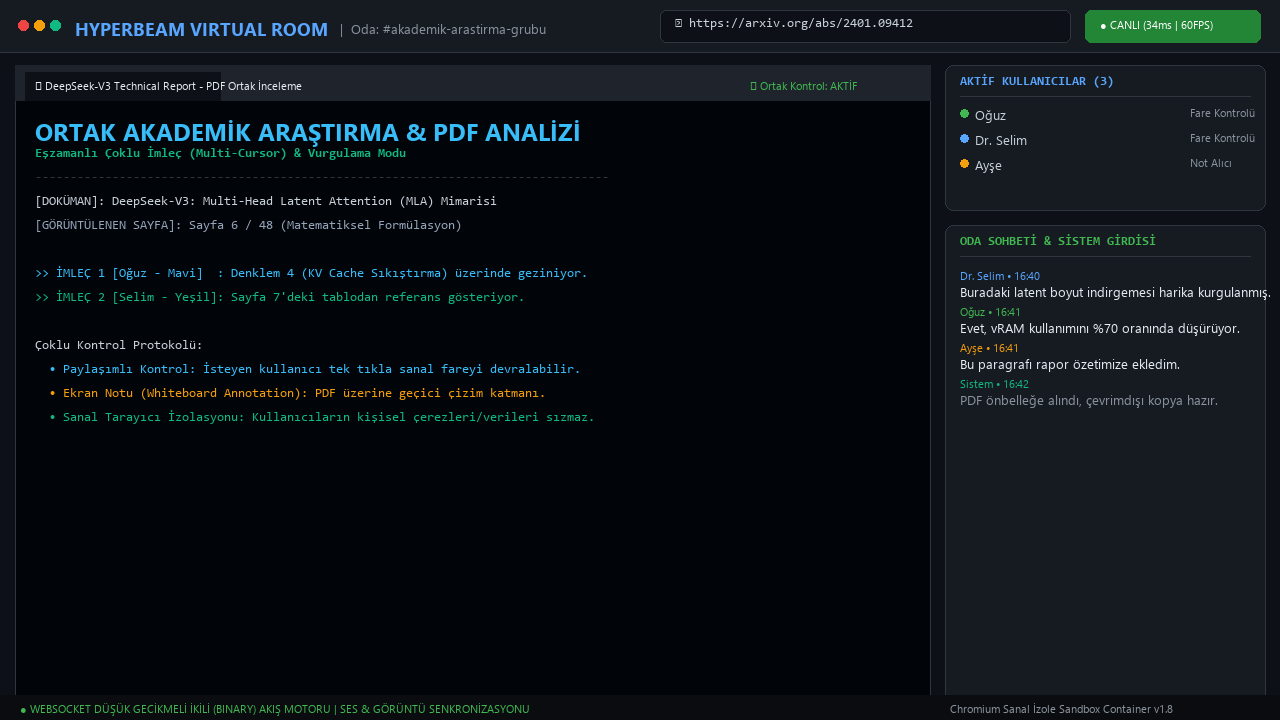 HYPERBEAM VIRTUAL ROOM | Oda: #akademik-arastirma-grubu
https://arxiv.org/abs/2401.09412
● CANLI (34ms | 60FPS)
DeepSeek-V3 Technical Report - PDF Ortak İnceleme
Ortak Kontrol: AKTİF
ORTAK AKADEMİK ARAŞTIRMA & PDF ANALİZİ
Eşzamanlı Çoklu İmleç (Multi-Cursor) & Vurgulama Modu
----------------------------------------------------------------------------------
[DOKÜMAN]: DeepSeek-V3: Multi-Head Latent Attention (MLA) Mimarisi
[GÖRÜNTÜLENEN SAYFA]: Sayfa 6 / 48 (Matematiksel Formülasyon)
>> İMLEÇ 1 [Oğuz - Mavi]  : Denklem 4 (KV Cache Sıkıştırma) üzerinde geziniyor.
>> İMLEÇ 2 [Selim - Yeşil]: Sayfa 7'deki tablodan referans gösteriyor.
Çoklu Kontrol Protokolü:
• Paylaşımlı Kontrol: İsteyen kullanıcı tek tıkla sanal fareyi devralabilir.
• Ekran Notu (Whiteboard Annotation): PDF üzerine geçici çizim katmanı.
• Sanal Tarayıcı İzolasyonu: Kullanıcıların kişisel çerezleri/verileri sızmaz.
AKTİF KULLANICILAR (3)
Oğuz Fare Kontrolü
Dr. Selim Fare Kontrolü
Ayşe Not Alıcı
ODA SOHBETİ & SİSTEM GİRDİSİ
Dr. Selim • 16:40
Buradaki latent boyut indirgemesi harika kurgulanmış.
Oğuz • 16:41
Evet, vRAM kullanımını %70 oranında düşürüyor.
Ayşe • 16:41
Bu paragrafı rapor özetimize ekledim.
Sistem • 16:42
PDF önbelleğe alındı, çevrimdışı kopya hazır.
● WEBSOCKET DÜŞÜK GECİKMELİ İKİLİ (BINARY) AKIŞ MOTORU | SES & GÖRÜNTÜ SENKRONİZASYONU
Chromium Sanal İzole Sandbox Container v1.8